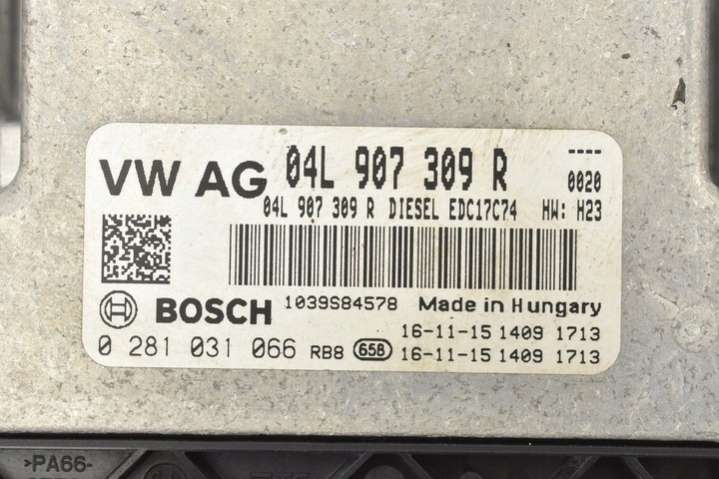 VW AG 04L 907 309 R ----
0020
04L 907 309 R DIESEL EDC17C74 HW: H23
BOSCH 1039S84578 Made in Hungary
16-11-15 1409 1713
0 281 031 066 RB8 65B 16-11-15 1409 1713
>PA66-